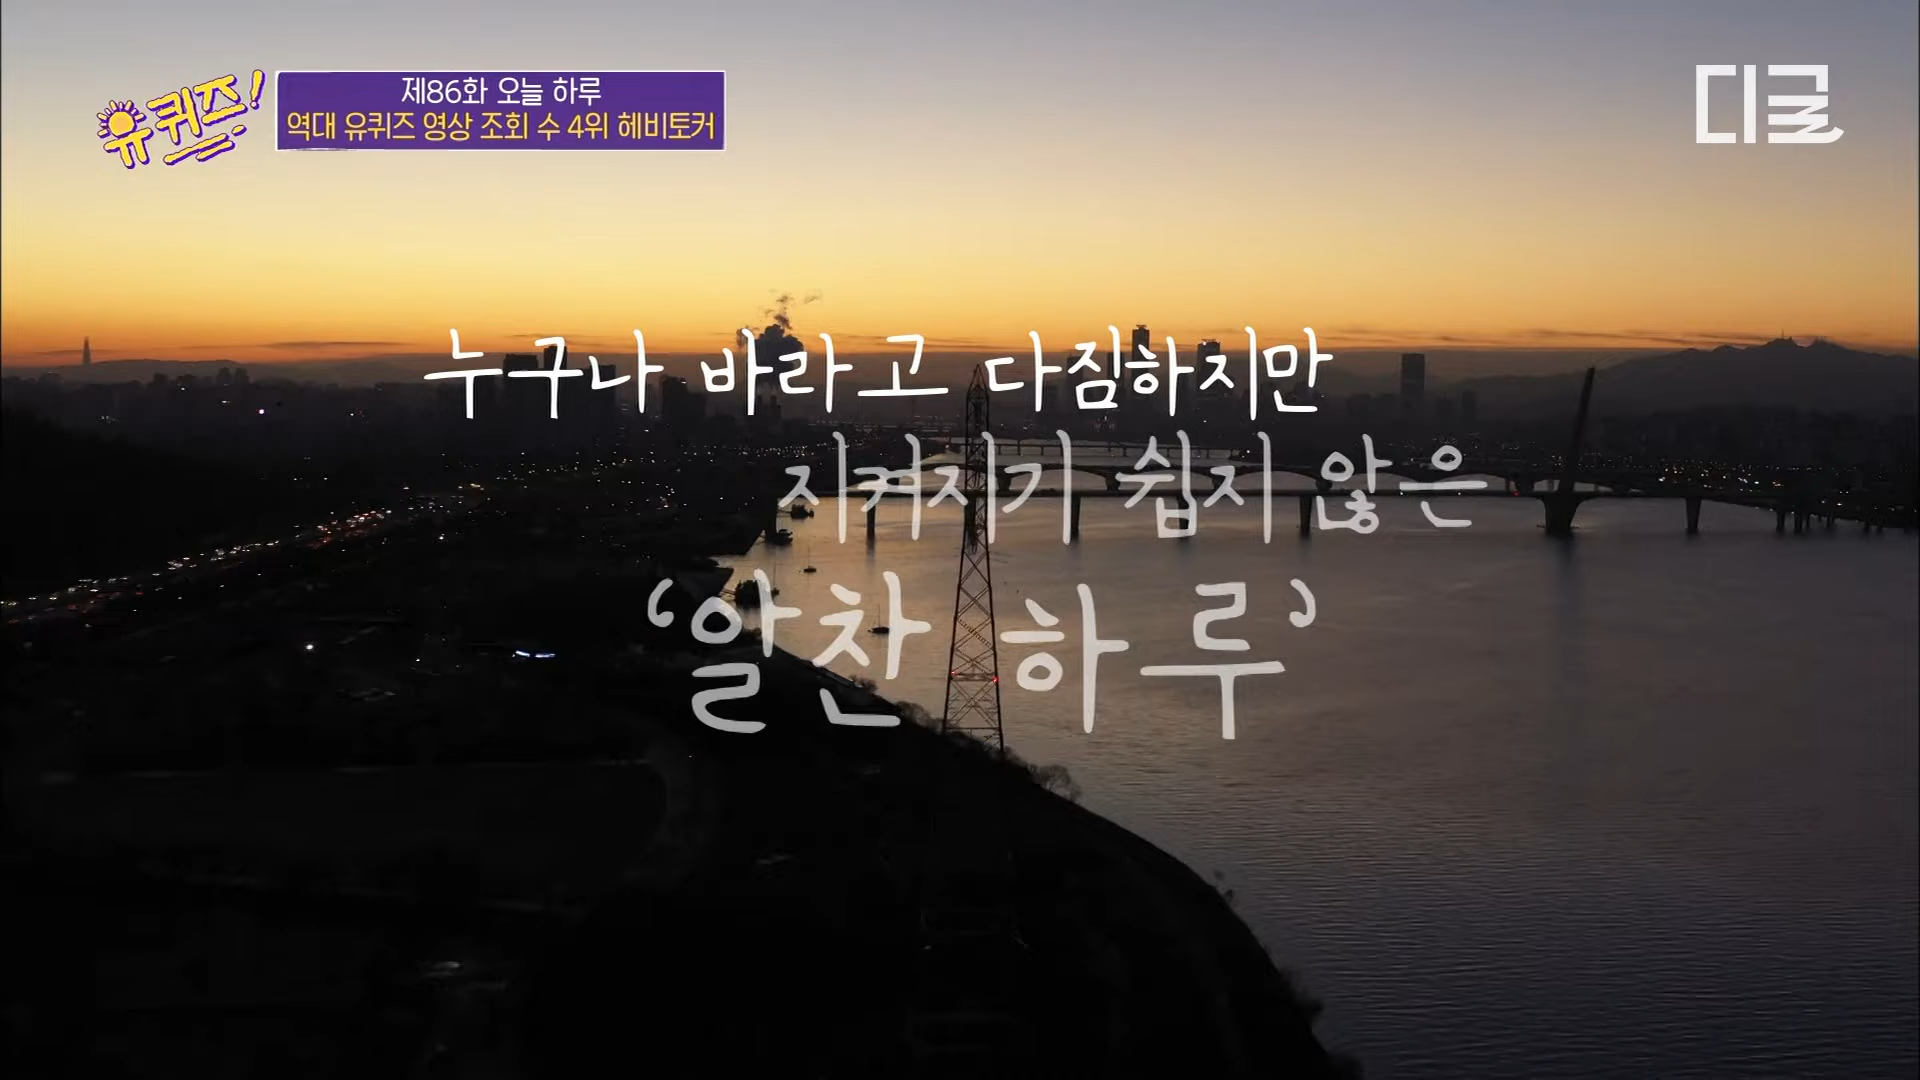 유퀴즈!
제86화 오늘 하루
역대 유퀴즈 영상 조회 수 4위 헤비토커
디글
누구나 바라고 다짐하지만
지켜지기 쉽지 않은
‘알찬 하루’